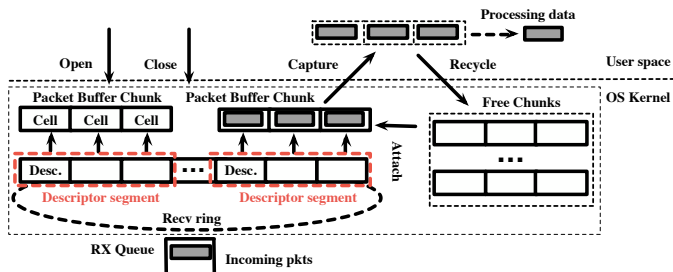 Processing data
Open
Close
Capture
Recycle
User space
Packet Buffer Chunk
Packet Buffer Chunk
Free Chunks
OS Kernel
Cell
Cell
Cell
...
Attach
Desc.
...
Desc.
Descriptor segment
Descriptor segment
Recv ring
RX Queue
Incoming pkts